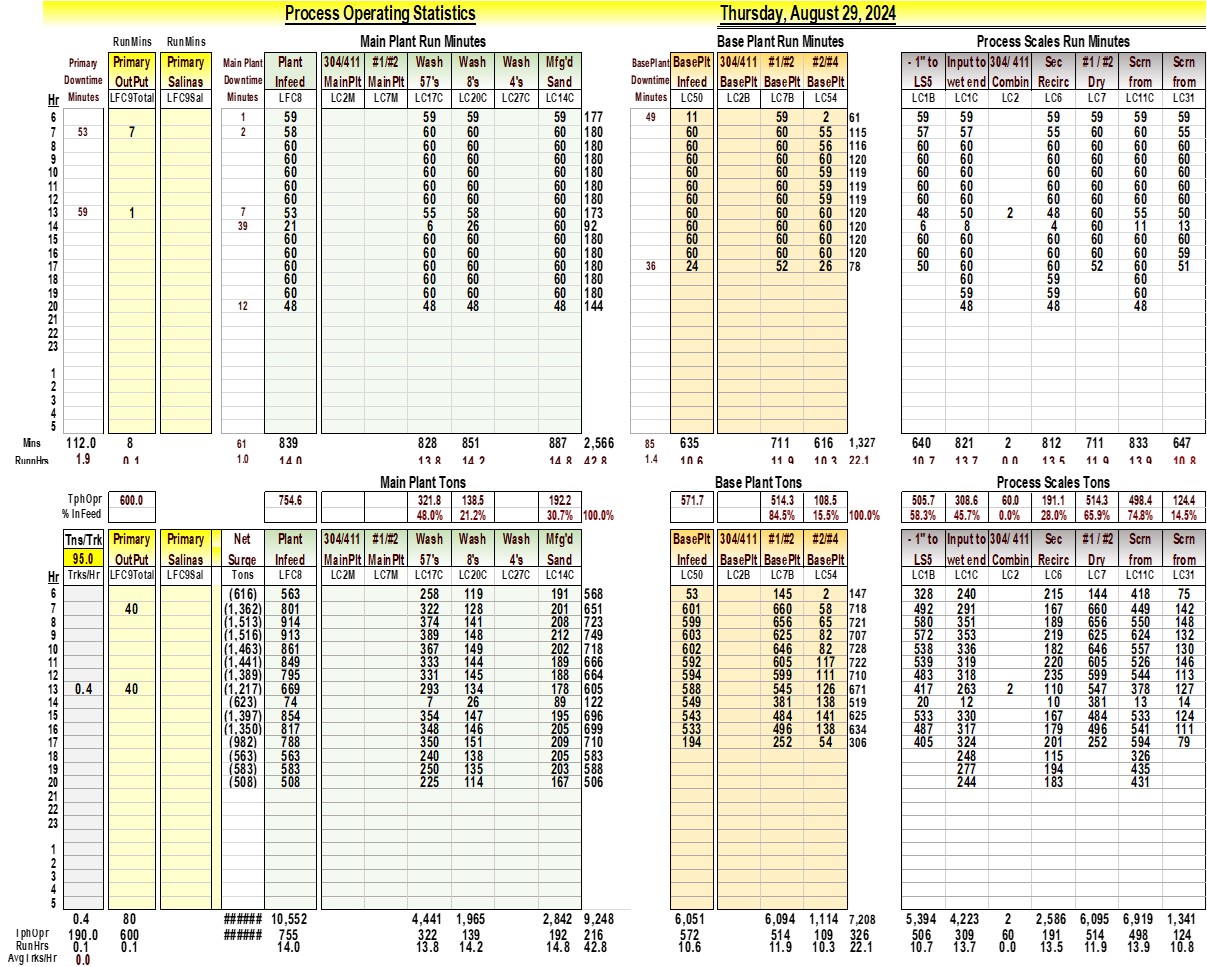 Process Operating Statistics Thursday, August 29, 2024
RunMins RunMins Main Plant Run Minutes Base Plant Run Minutes Process Scales Run Minutes
Primary Primary Primary Main Plant Plant 304/411 #1/#2 Wash Wash Wash Mfg'd BasePlant BasePlt 304/411 #1/#2 #2/#4 - 1" to Input to 304/ 411 Sec #1 / #2 Scrn Scrn
Downtime OutPut Salinas Downtime Infeed MainPlt MainPlt 57's 8's 4's Sand Downtime Infeed BasePlt BasePlt BasePlt LS5 wet end Combin Recirc Dry from from
Hr Minutes LFC9Total LFC9Sal Minutes LFC8 LC2M LC7M LC17C LC20C LC27C LC14C Minutes LC50 LC2B LC7B LC54 LC1B LC1C LC2 LC6 LC7 LC11C LC31
6 1 59 59 59 59 177 49 11 59 2 61 59 59 59 59 59 59
7 53 7 2 58 60 60 60 180 60 60 55 115 57 57 55 60 60 55
8 60 60 60 60 180 60 60 56 116 60 60 60 60 60 60
9 60 60 60 60 180 60 60 60 120 60 60 60 60 60 60
10 60 60 60 60 180 60 60 59 119 60 60 60 60 60 60
11 60 60 60 60 180 60 60 59 119 60 60 60 60 60 60
12 60 60 60 60 180 60 60 59 119 60 60 60 60 60 60
13 59 1 7 53 55 58 60 173 60 60 60 120 48 50 2 48 60 55 50
14 39 21 6 26 60 92 60 60 60 120 6 8 4 60 11 13
15 60 60 60 60 180 60 60 60 120 60 60 60 60 60 60
16 60 60 60 60 180 60 60 60 120 60 60 60 60 60 59
17 60 60 60 60 180 36 24 52 26 78 50 60 60 52 60 51
18 60 60 60 60 180 60 59 60
19 60 60 60 60 180 59 59 60
20 12 48 48 48 48 144 48 48 48
21
22
23
1
2
3
4
5
Mins 112.0 8 61 839 828 851 887 2,566 85 635 711 616 1,327 640 821 2 812 711 833 647
RunnHrs 1.9 0.1 1.0 14.0 13.8 14.2 14.8 42.8 1.4 10.6 11.9 10.3 22.1 10.7 13.7 0.0 13.5 11.9 13.9 10.8
Main Plant Tons Base Plant Tons Process Scales Tons
TphOpr 600.0 754.6 321.8 138.5 192.2 571.7 514.3 108.5 505.7 308.6 60.0 191.1 514.3 498.4 124.4
% InFeed 48.0% 21.2% 30.7% 100.0% 84.5% 15.5% 100.0% 58.3% 45.7% 0.0% 28.0% 65.9% 74.8% 14.5%
Tns/Trk Primary Primary Net Plant 304/411 #1/#2 Wash Wash Wash Mfg'd BasePlt 304/411 #1/#2 #2/#4 - 1" to Input to 304/ 411 Sec #1 / #2 Scrn Scrn
95.0 OutPut Salinas Surge Infeed MainPlt MainPlt 57's 8's 4's Sand Infeed BasePlt BasePlt BasePlt LS5 wet end Combin Recirc Dry from from
Hr Trks/Hr LFC9Total LFC9Sal Tons LFC8 LC2M LC7M LC17C LC20C LC27C LC14C LC50 LC2B LC7B LC54 LC1B LC1C LC2 LC6 LC7 LC11C LC31
6 (616) 563 258 119 191 568 53 145 2 147 328 240 215 144 418 75
7 40 (1,362) 801 322 128 201 651 601 660 58 718 492 291 167 660 449 142
8 (1,513) 914 374 141 208 723 599 656 65 721 580 351 189 656 550 148
9 (1,516) 913 389 148 212 749 603 625 82 707 572 353 219 625 624 132
10 (1,463) 861 367 149 202 718 602 646 82 728 538 336 182 646 557 130
11 (1,441) 849 333 144 189 666 592 605 117 722 539 319 220 605 526 146
12 (1,389) 795 331 145 188 664 594 599 111 710 483 318 235 599 544 113
13 0.4 40 (1,217) 669 293 134 178 605 588 545 126 671 417 263 2 110 547 378 127
14 (623) 74 7 26 89 122 549 381 138 519 20 12 10 381 13 14
15 (1,397) 854 354 147 195 696 543 484 141 625 533 330 167 484 533 124
16 (1,350) 817 348 146 205 699 533 496 138 634 487 317 179 496 541 111
17 (982) 788 350 151 209 710 194 252 54 306 405 324 201 252 594 79
18 (563) 563 240 138 205 583 248 115 326
19 (583) 583 250 135 203 588 277 194 435
20 (508) 508 225 114 167 506 244 183 431
21
22
23
1
2
3
4
5
0.4 80 ###### 10,552 4,441 1,965 2,842 9,248 6,051 6,094 1,114 7,208 5,394 4,223 2 2,586 6,095 6,919 1,341
TphOpr 190.0 600 ###### 755 322 139 192 216 572 514 109 326 506 309 60 191 514 498 124
RunHrs 0.1 0.1 14.0 13.8 14.2 14.8 42.8 10.6 11.9 10.3 22.1 10.7 13.7 0.0 13.5 11.9 13.9 10.8
Avg Trks/Hr 0.0